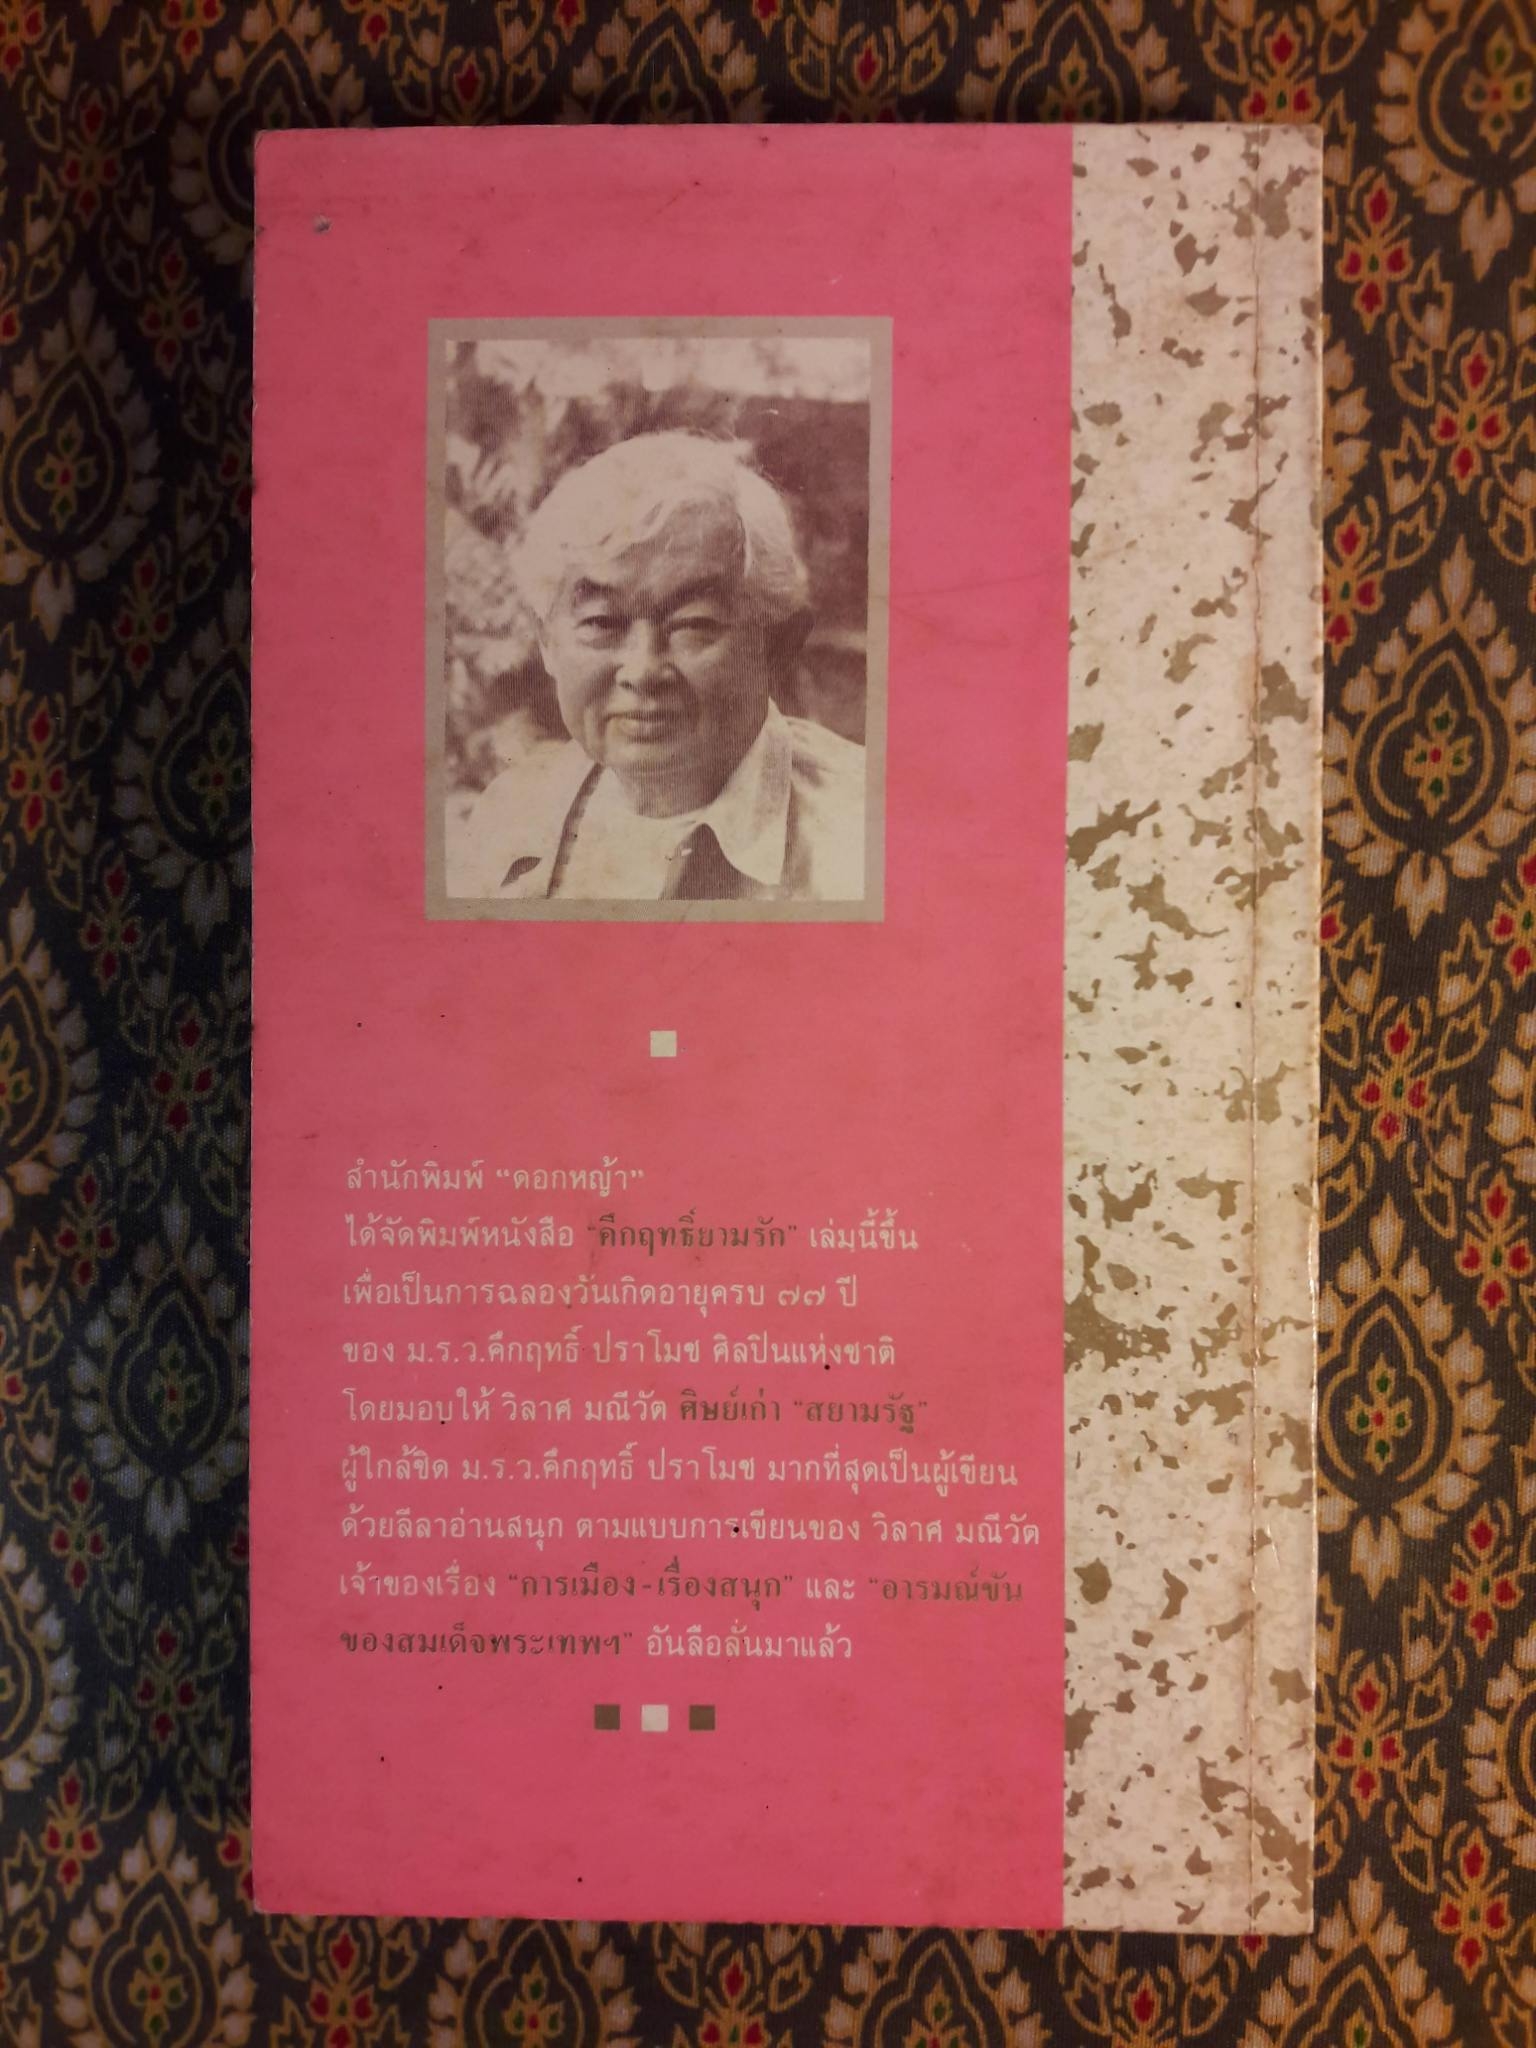 สำนักพิมพ์ “ดอกหญ้า”
ได้จัดพิมพ์หนังสือ “คึกฤทธิ์ยามรัก” เล่มนี้ขึ้น
เพื่อเป็นการฉลองวันเกิดอายุครบ ๗๗ ปี
ของ ม.ร.ว.คึกฤทธิ์ ปราโมช ศิลปินแห่งชาติ
โดยมอบให้ วิลาศ มณีวัต ศิษย์เก่า “สยามรัฐ”
ผู้ใกล้ชิด ม.ร.ว.คึกฤทธิ์ ปราโมช มากที่สุดเป็นผู้เขียน
ด้วยลีลาอ่านสนุก ตามแบบการเขียนของ วิลาศ มณีวัต
เจ้าของเรื่อง “การเมือง-เรื่องสนุก” และ “อารมณ์ขัน
ของสมเด็จพระเทพฯ” อันลือลั่นมาแล้ว